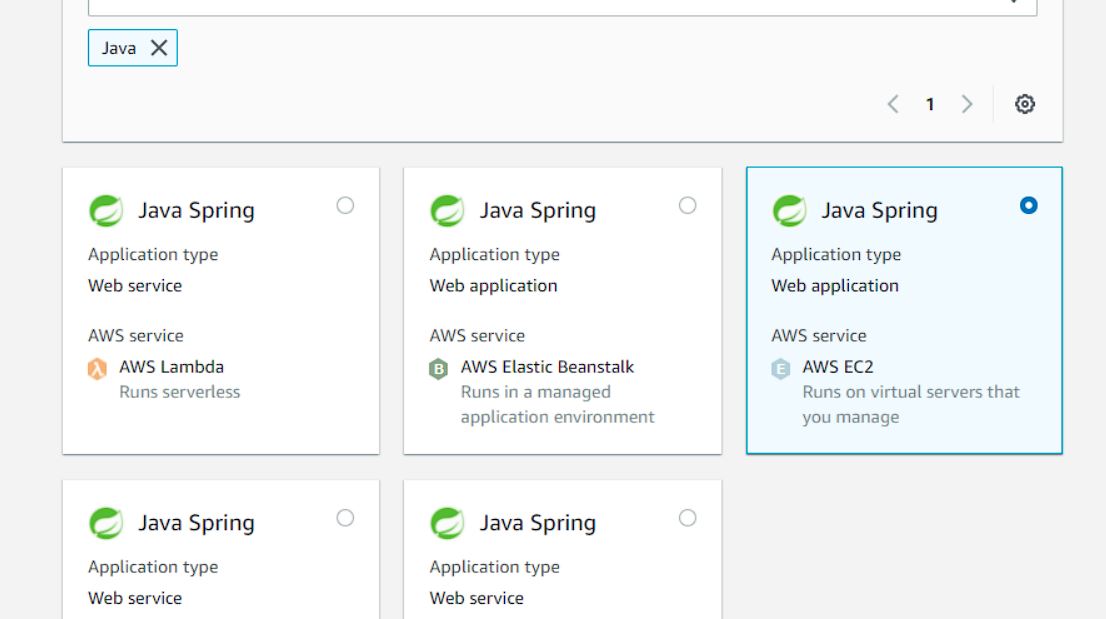 Java
1
Java Spring
Application type
Web service
AWS service
AWS Lambda
Runs serverless
Java Spring
Application type
Web application
AWS service
B
AWS Elastic Beanstalk
Runs in a managed
application environment
Java Spring
Application type
Web application
AWS service
E
AWS EC2
Runs on virtual servers that
you manage
Java Spring
Application type
Web service
Java Spring
Application type
Web service